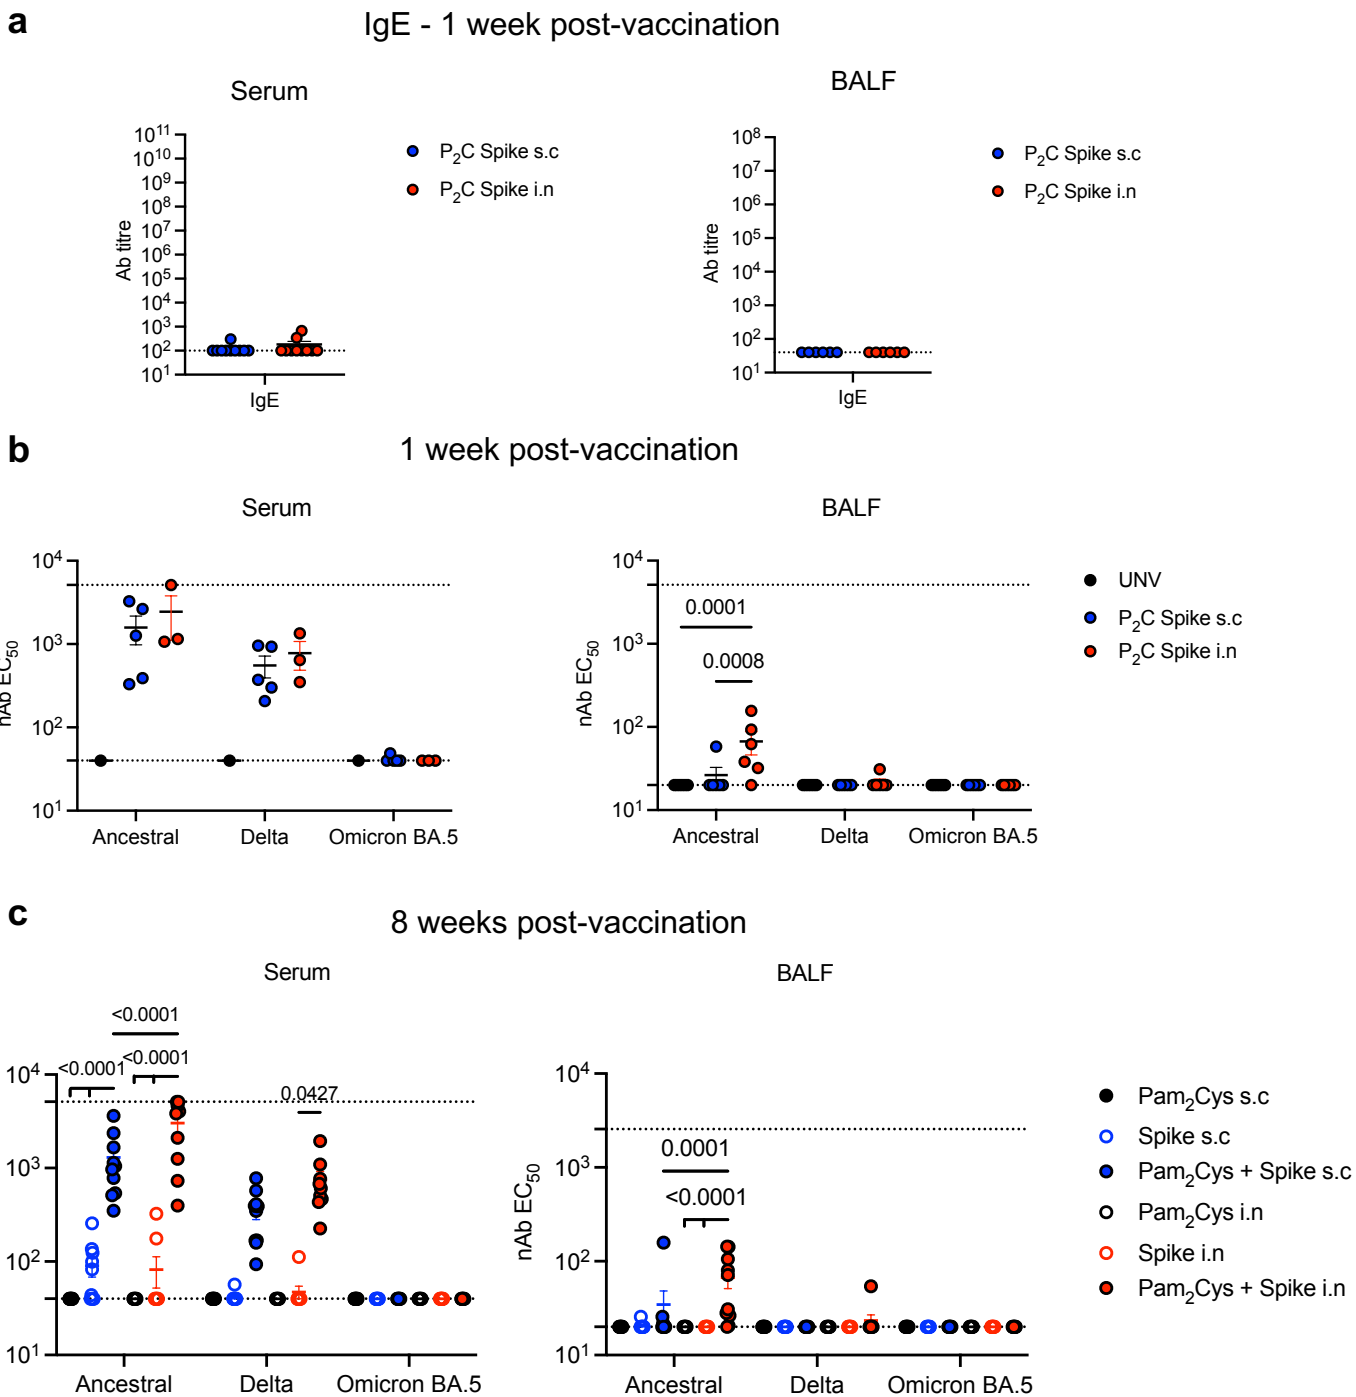 a
IgE - 1 week post-vaccination
Serum
BALF
Ab titre
10¹¹
10¹⁰
10⁹
10⁸
10⁷
10⁶
10⁵
10⁴
10³
10²
10¹
IgE
P₂C Spike s.c
P₂C Spike i.n
Ab titre
10⁸
10⁷
10⁶
10⁵
10⁴
10³
10²
10¹
IgE
P₂C Spike s.c
P₂C Spike i.n
b
1 week post-vaccination
Serum
BALF
nAb EC₅₀
10⁴
10³
10²
10¹
Ancestral Delta Omicron BA.5
nAb EC₅₀
10⁴
10³
10²
10¹
0.0001
0.0008
Ancestral Delta Omicron BA.5
UNV
P₂C Spike s.c
P₂C Spike i.n
c
8 weeks post-vaccination
Serum
BALF
<0.0001
<0.0001 <0.0001
0.0427
10⁴
10³
10²
10¹
Ancestral Delta Omicron BA.5
nAb EC₅₀
10⁴
10³
10²
10¹
0.0001
<0.0001
Ancestral Delta Omicron BA.5
Pam₂Cys s.c
Spike s.c
Pam₂Cys + Spike s.c
Pam₂Cys i.n
Spike i.n
Pam₂Cys + Spike i.n